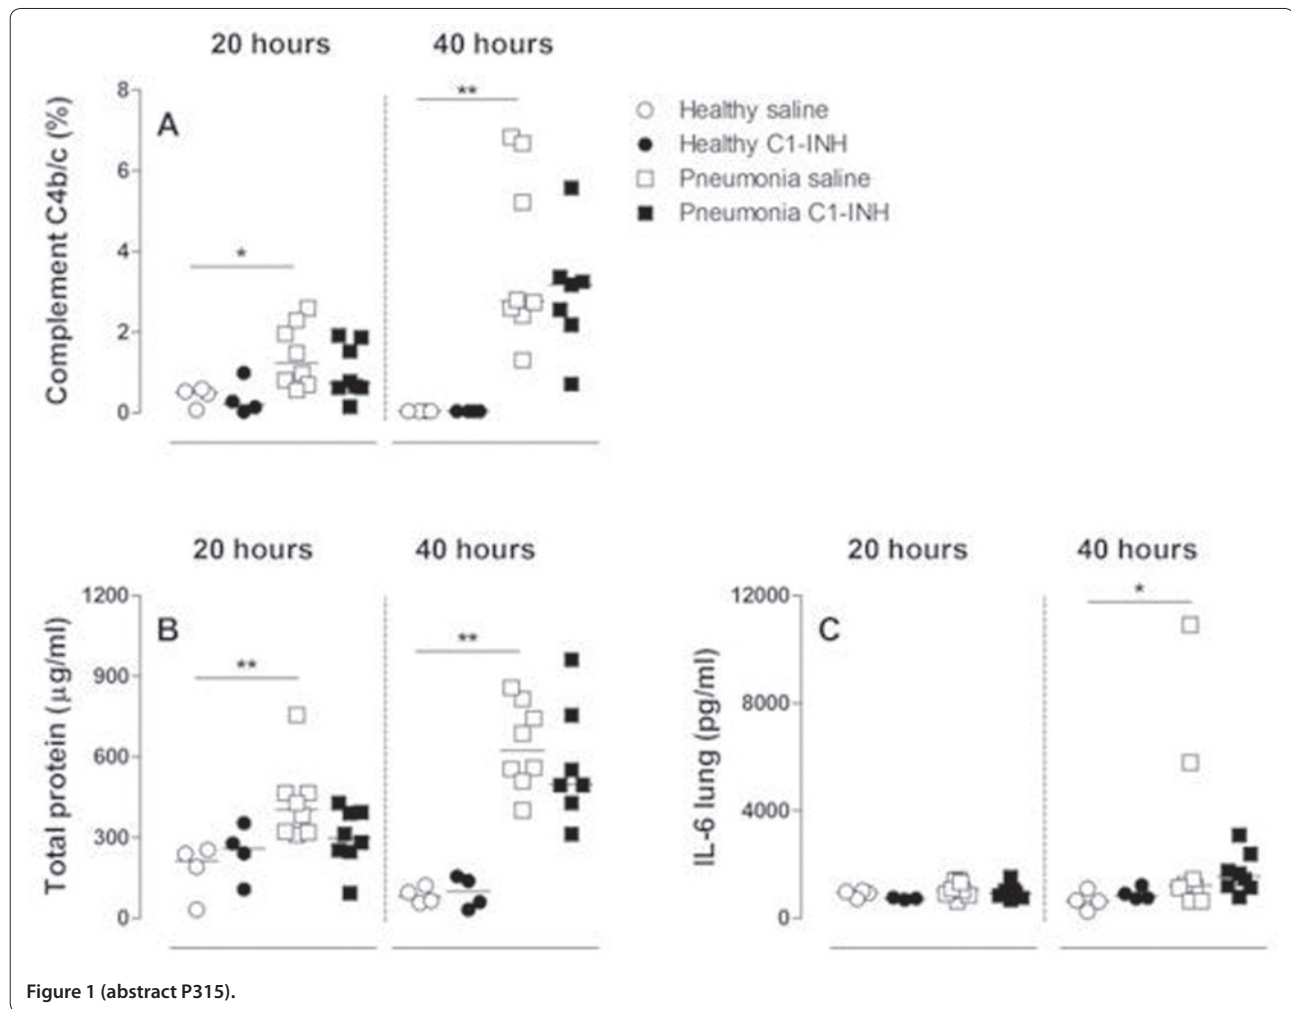 20 hours 40 hours
Complement C4b/c (%)
8
6
4
2
0
A
*
**
Healthy saline
Healthy C1-INH
Pneumonia saline
Pneumonia C1-INH
20 hours 40 hours
Total protein (µg/ml)
1200
900
600
300
0
B
**
**
20 hours 40 hours
IL-6 lung (pg/ml)
12000
8000
4000
0
C
*
Figure 1 (abstract P315).